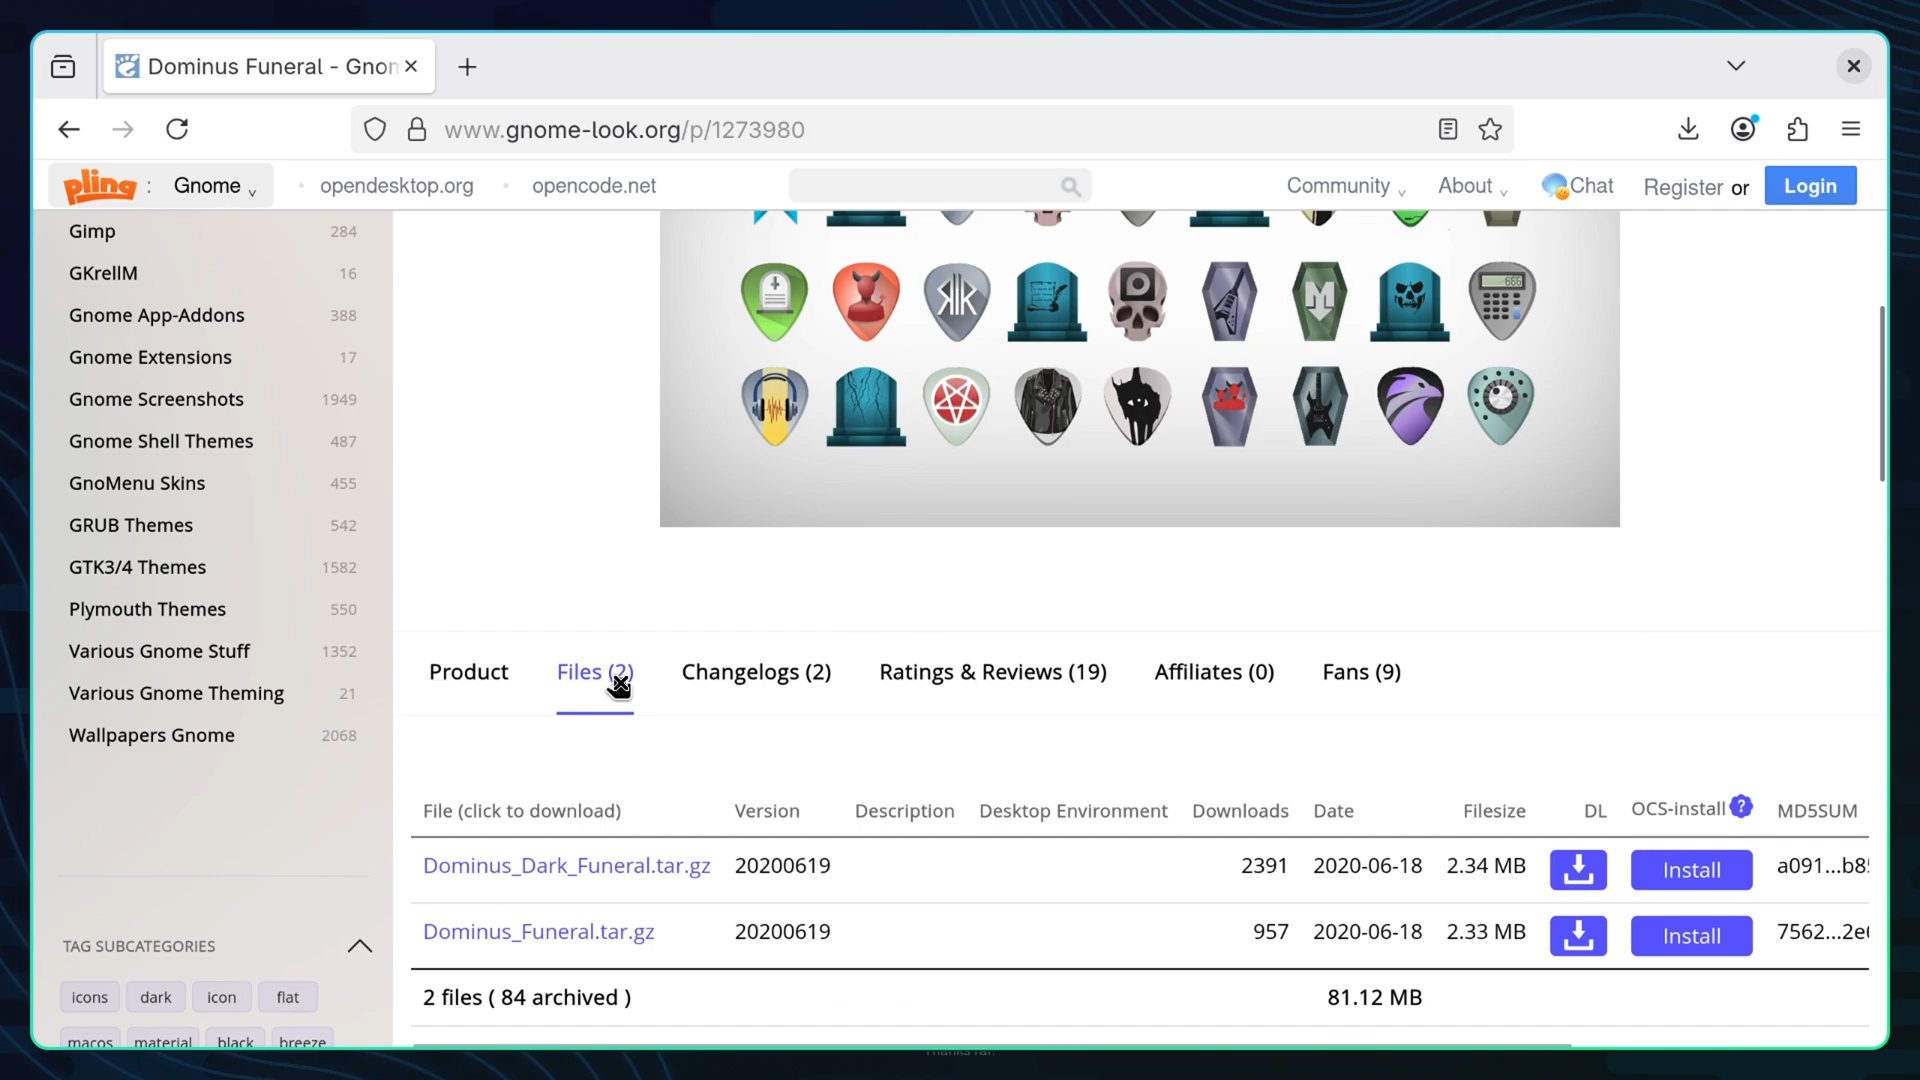 Dominus Funeral - Gnom
www.gnome-look.org/p/1273980
pling : Gnome
opendesktop.org
opencode.net
Community
About
Chat
Register or
Login
Gimp 284
GKrellM 16
Gnome App-Addons 388
Gnome Extensions 17
Gnome Screenshots 1949
Gnome Shell Themes 487
GnoMenu Skins 455
GRUB Themes 542
GTK3/4 Themes 1582
Plymouth Themes 550
Various Gnome Stuff 1352
Various Gnome Theming 21
Wallpapers Gnome 2068
TAG SUBCATEGORIES
icons dark icon flat
macos material black breeze
666
M
Product Files (2) Changelogs (2) Ratings & Reviews (19) Affiliates (0) Fans (9)
File (click to download) Version Description Desktop Environment Downloads Date Filesize DL OCS-install ? MD5SUM
Dominus_Dark_Funeral.tar.gz 20200619 2391 2020-06-18 2.34 MB Install a091...b8
Dominus_Funeral.tar.gz 20200619 957 2020-06-18 2.33 MB Install 7562...2e
2 files ( 84 archived ) 81.12 MB